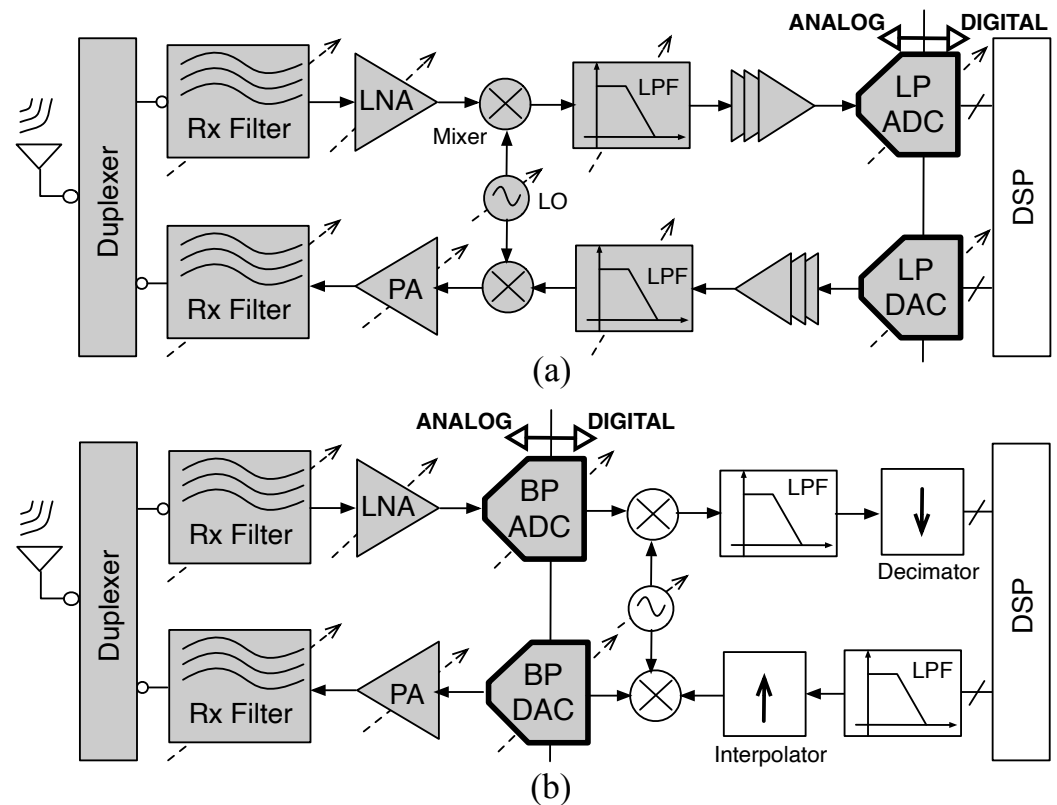 ANALOG DIGITAL
Duplexer
Rx Filter
LNA
Mixer
LPF
LP
ADC
DSP
LO
Rx Filter
PA
LPF
LP
DAC
(a)
ANALOG DIGITAL
Duplexer
Rx Filter
LNA
BP
ADC
LPF
Decimator
DSP
Rx Filter
PA
BP
DAC
Interpolator
LPF
(b)